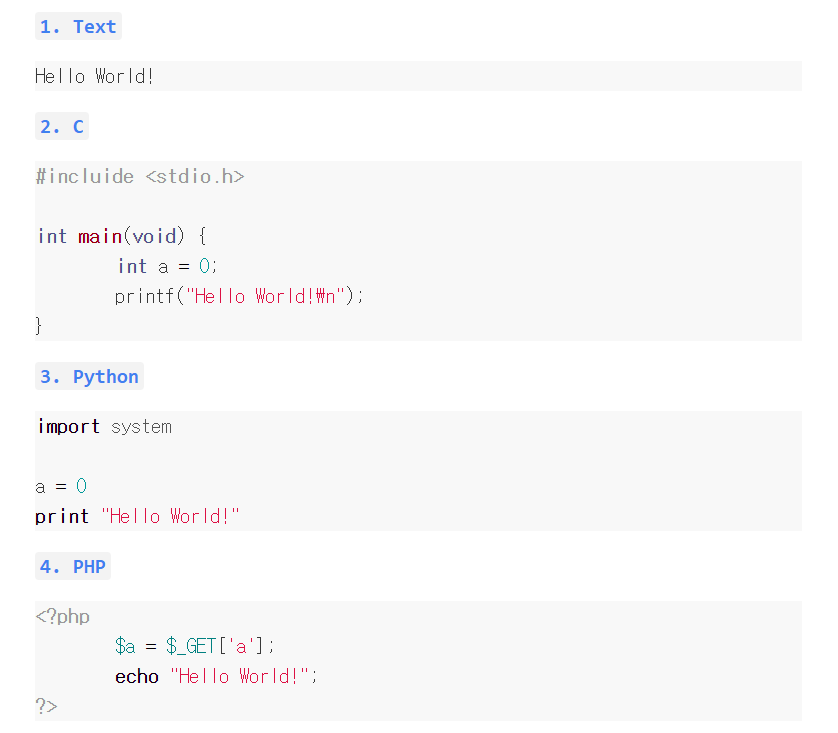 1. Text
Hello World!
2. C
#incluide <stdio.h>
int main(void) {
int a = 0;
printf("Hello World!₩n");
}
3. Python
import system
a = 0
print "Hello World!"
4. PHP
<?php
$a = $_GET['a'];
echo "Hello World!";
?>